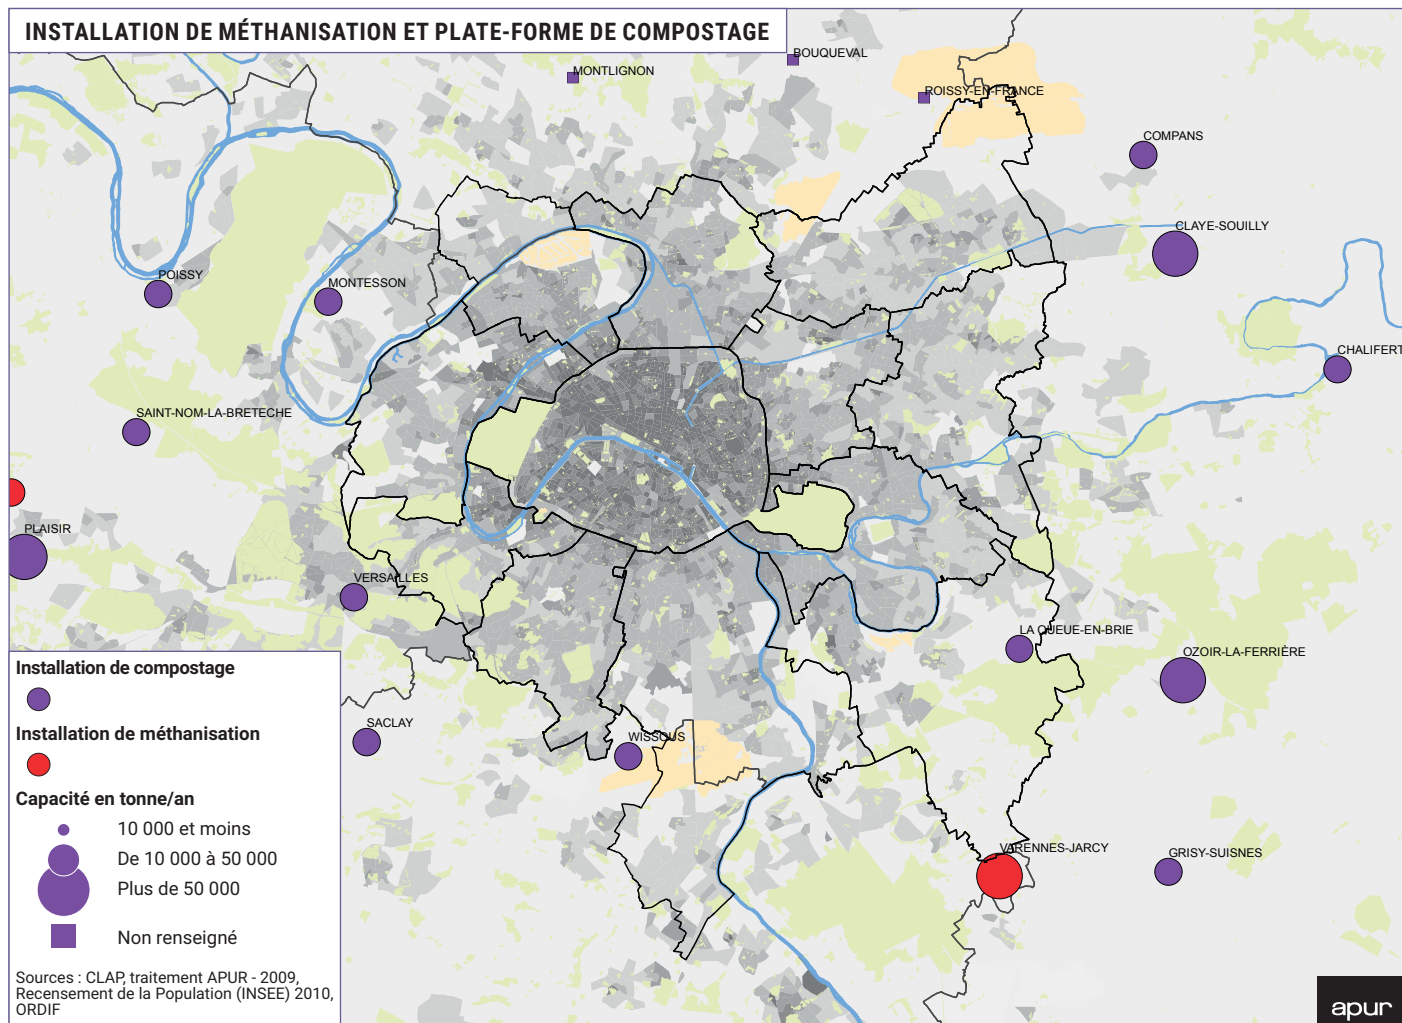 INSTALLATION DE MÉTHANISATION ET PLATE-FORME DE COMPOSTAGE
BOUQUEVAL
MONTLIGNON
ROISSY-EN-FRANCE
COMPANS
CLAYE-SOUILLY
POISSY
MONTESSON
CHALIFERT
SAINT-NOM-LA-BRETECHE
PLAISIR
VERSAILLES
LA QUEUE-EN-BRIE
OZOIR-LA-FERRIÈRE
SACLAY
WISSOUS
VARENNES-JARCY
GRISY-SUISNES
Installation de compostage
Installation de méthanisation
Capacité en tonne/an
10 000 et moins
De 10 000 à 50 000
Plus de 50 000
Non renseigné
Sources : CLAP, traitement APUR - 2009,
Recensement de la Population (INSEE) 2010,
ORDIF
apur